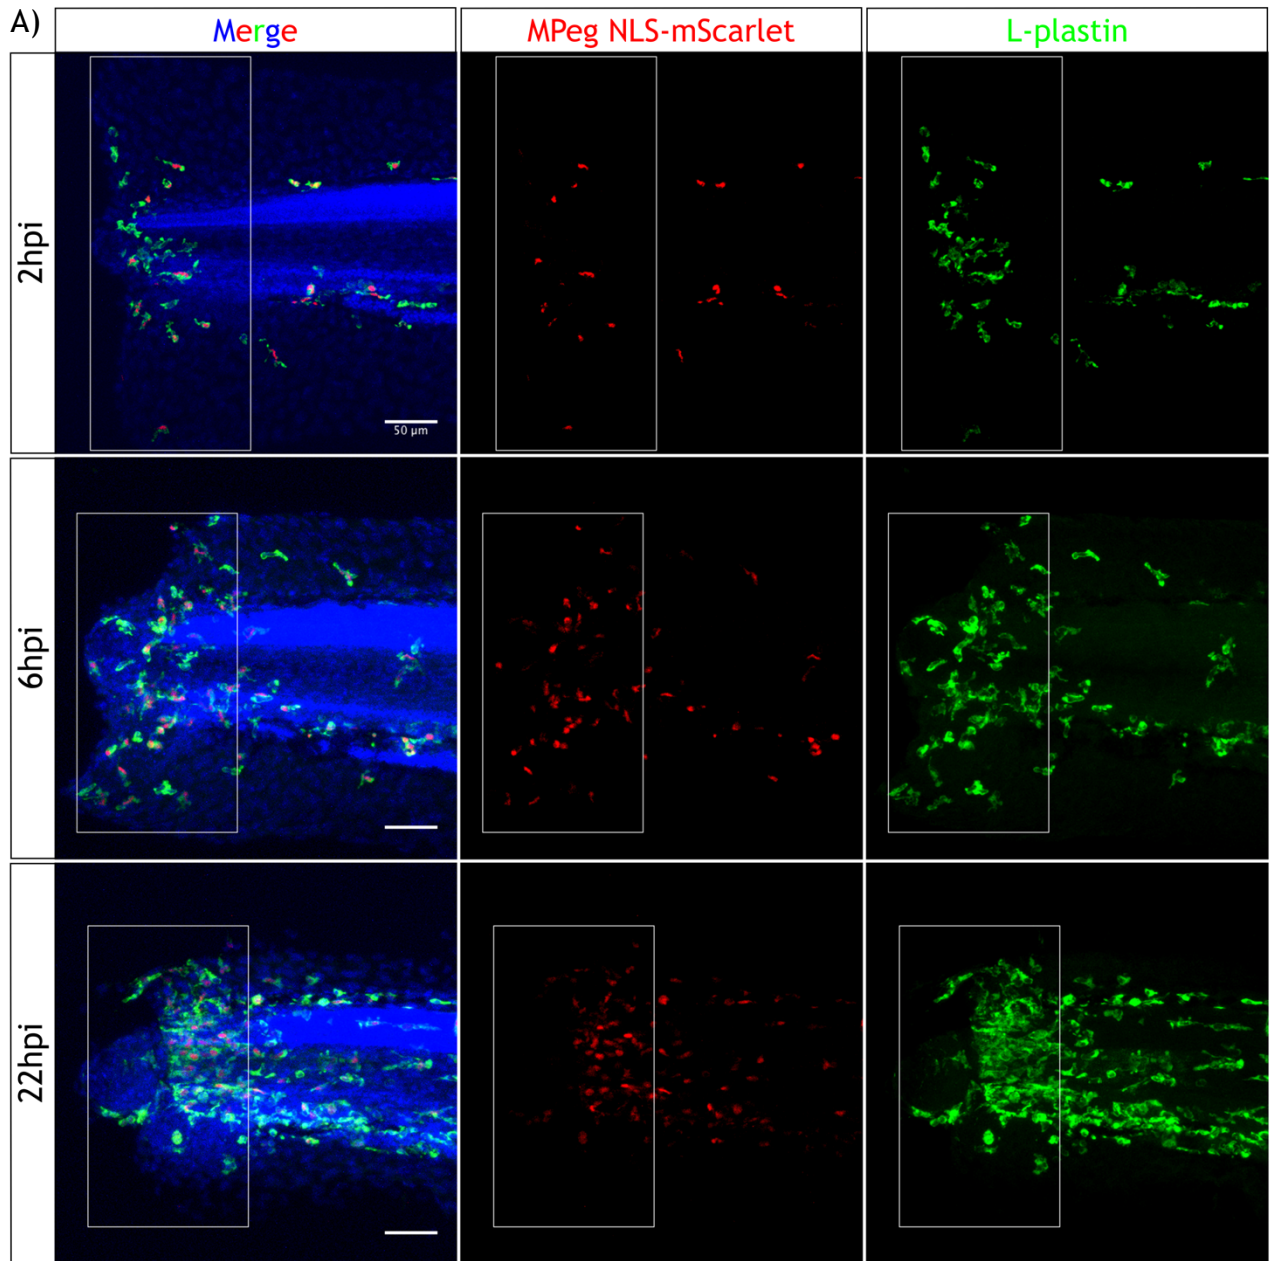 A)
Merge
MPeg NLS-mScarlet
L-plastin
2hpi
50 µm
6hpi
22hpi